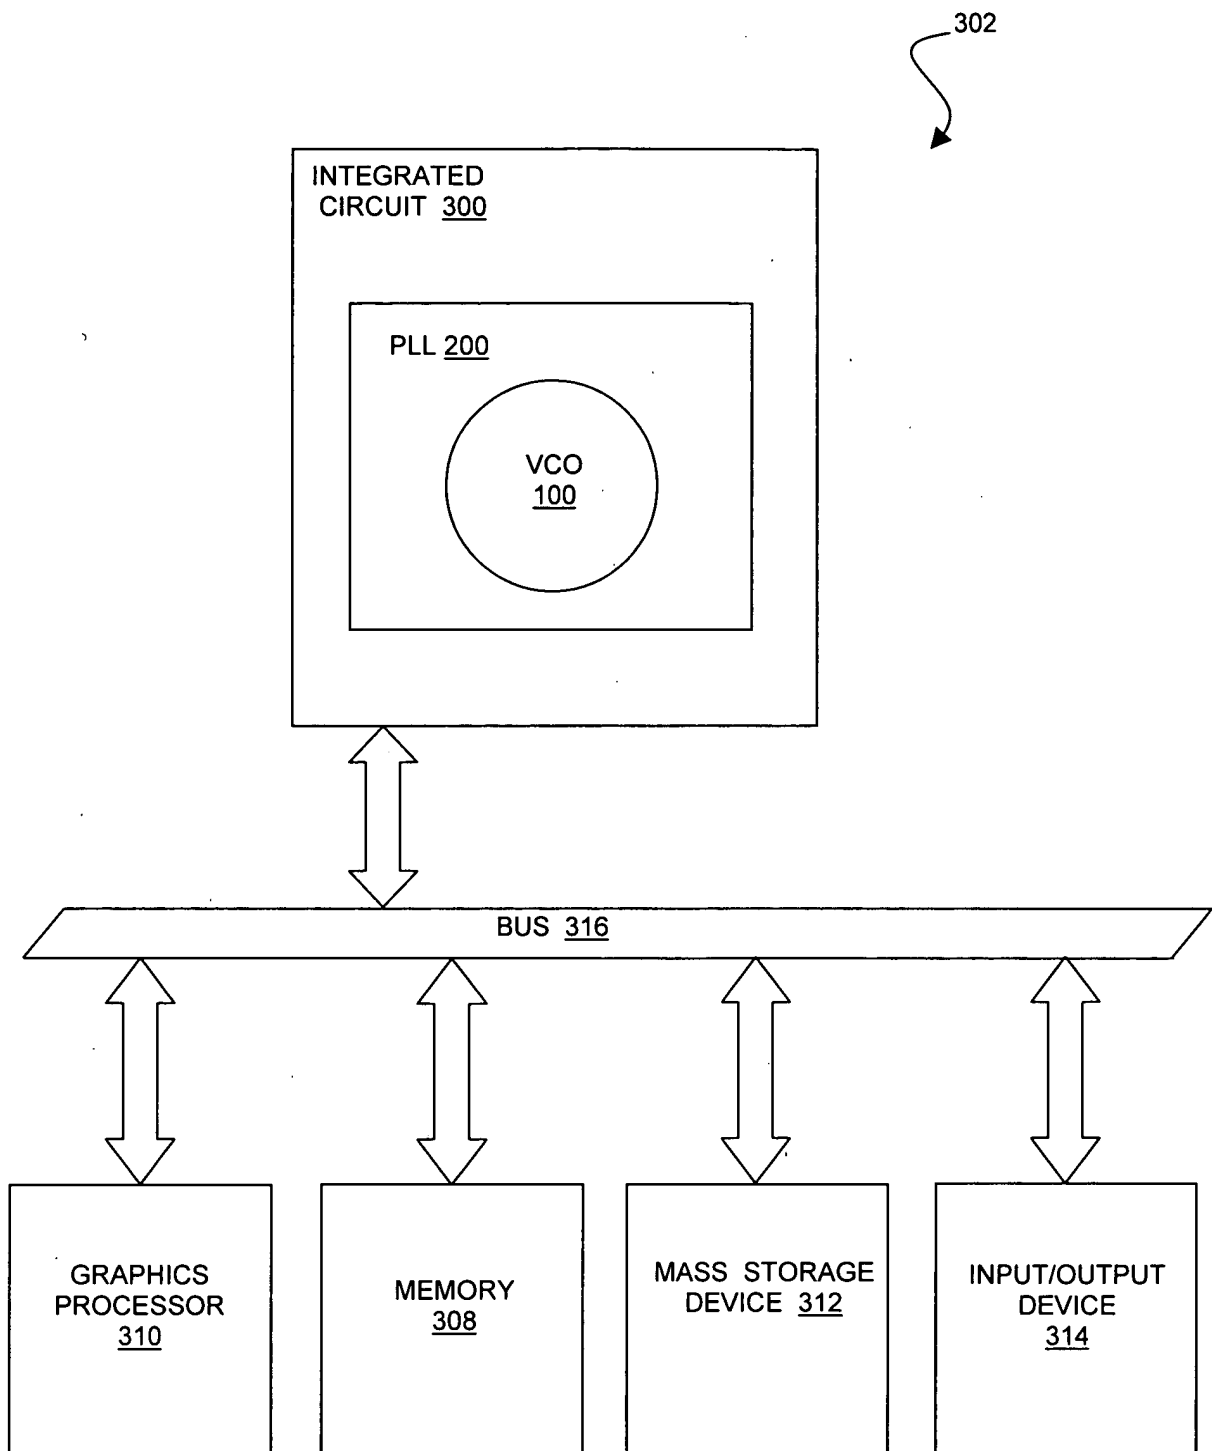 302
INTEGRATED
CIRCUIT 300
PLL 200
VCO
100
BUS 316
GRAPHICS
PROCESSOR
310
MEMORY
308
MASS STORAGE
DEVICE 312
INPUT/OUTPUT
DEVICE
314